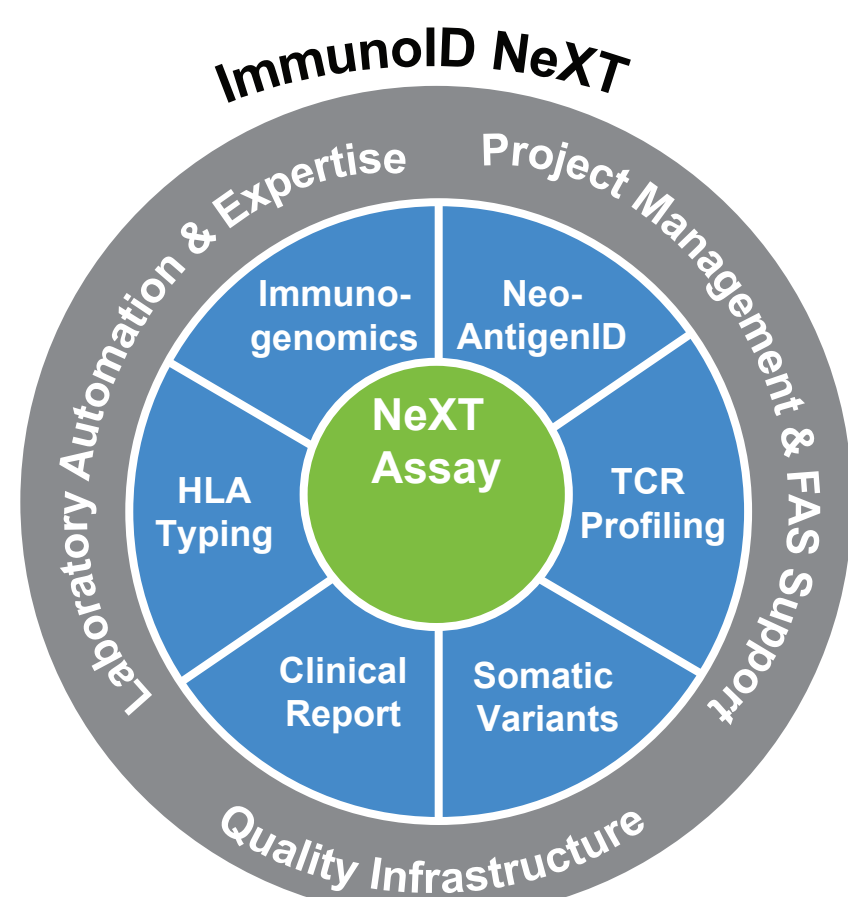 ImmunoID NeXT
Laboratory Automation & Expertise
Project Management & FAS Support
Immuno-
genomics
Neo-
AntigenID
NeXT
Assay
HLA
Typing
TCR
Profiling
Clinical
Report
Somatic
Variants
Quality Infrastructure